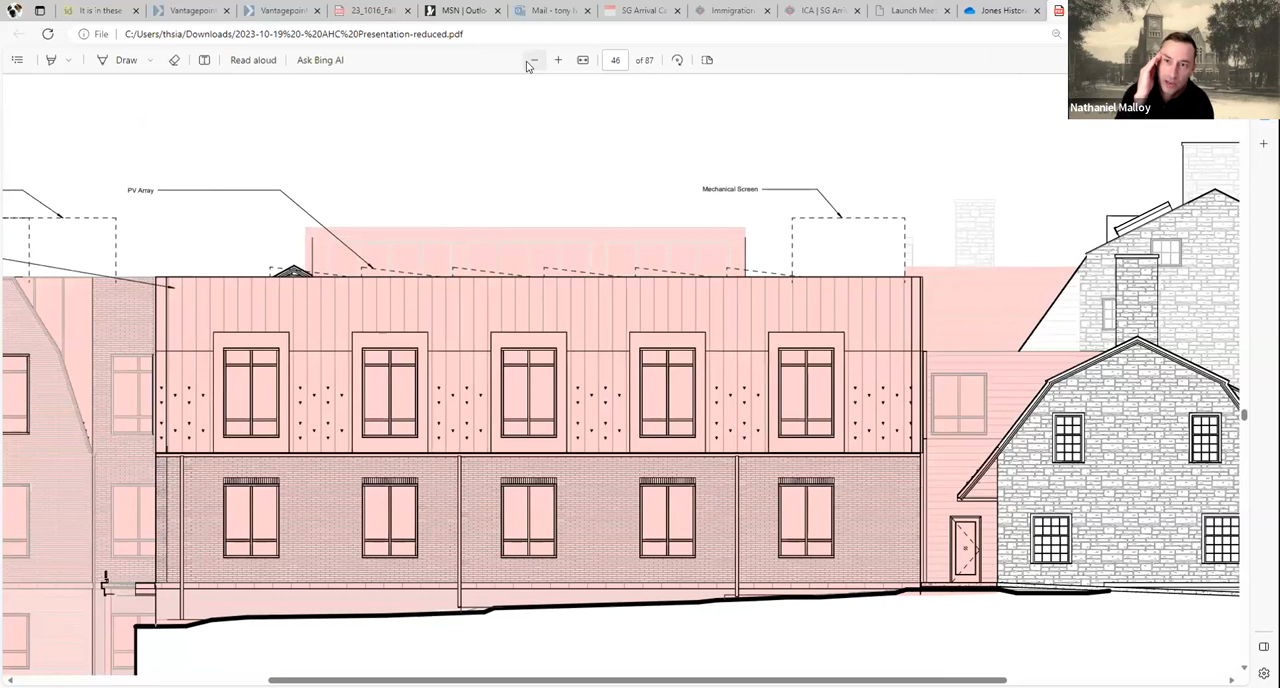 it is in these
Vantagepoint
Vantagepoint
23_1016_Fall
MSN | Outlo
Mail - tony
SG Arrival C
Immigration
ICA | SG Arri
Launch Mee
Jones Histor
File C:/Users/thsia/Downloads/2023-10-19%20-%20AHC%20Presentation-reduced.pdf
Draw Read aloud Ask Bing AI 46 of 87
Nathaniel Malloy
PV Array
Mechanical Screen